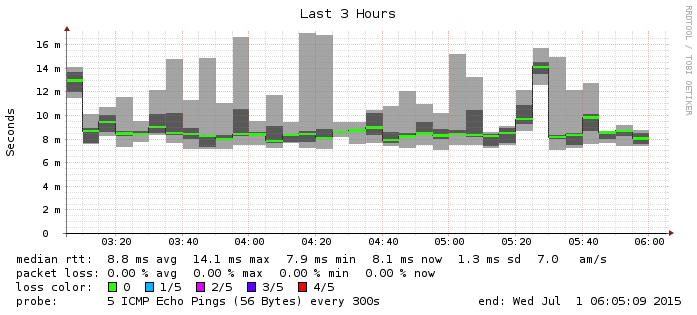 Last 3 Hours
RRDTOOL / TOBI OETIKER
Seconds
16 m
14 m
12 m
10 m
8 m
6 m
4 m
2 m
0
03:20 03:40 04:00 04:20 04:40 05:00 05:20 05:40 06:00
median rtt: 8.8 ms avg 14.1 ms max 7.9 ms min 8.1 ms now 1.3 ms sd 7.0 am/s
packet loss: 0.00 % avg 0.00 % max 0.00 % min 0.00 % now
loss color: 0 1/5 2/5 3/5 4/5
probe: 5 ICMP Echo Pings (56 Bytes) every 300s end: Wed Jul 1 06:05:09 2015